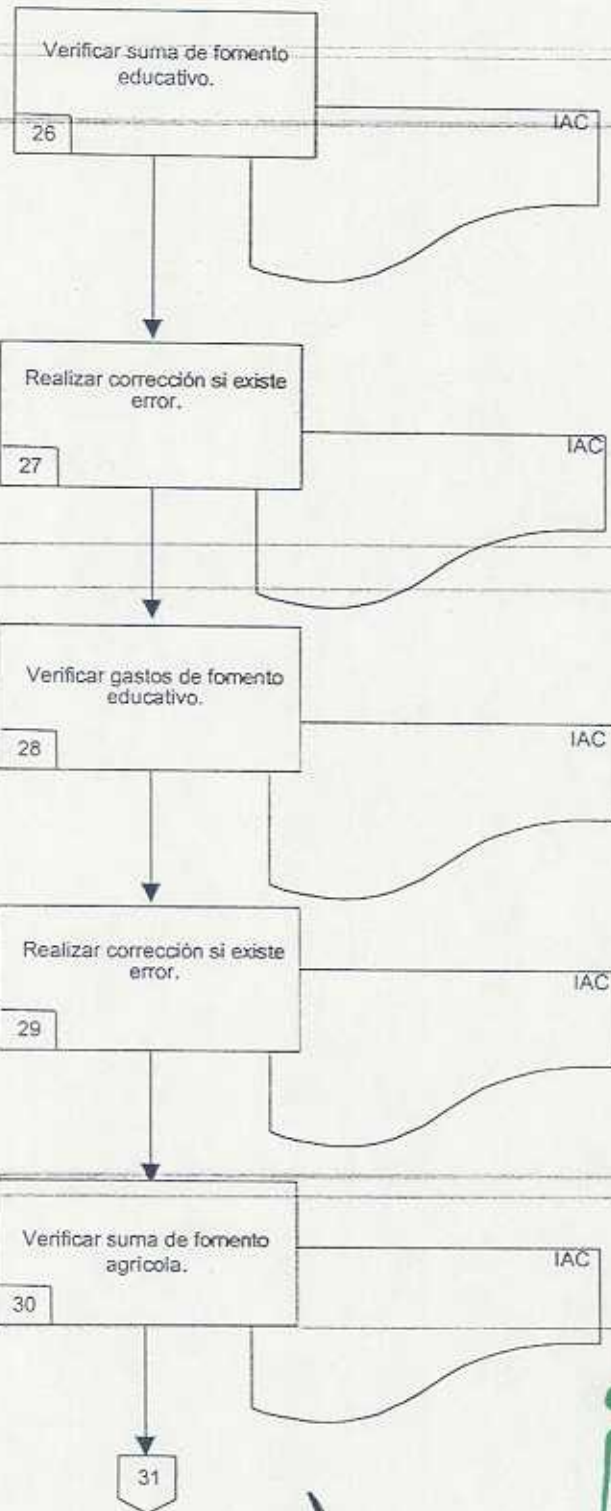 Verificar suma de fomento
educativo.
26
IAC
Realizar corrección si existe
error.
27
IAC
Verificar gastos de fomento
educativo.
28
IAC
Realizar corrección si existe
error.
29
IAC
Verificar suma de fomento
agricola.
30
IAC
31